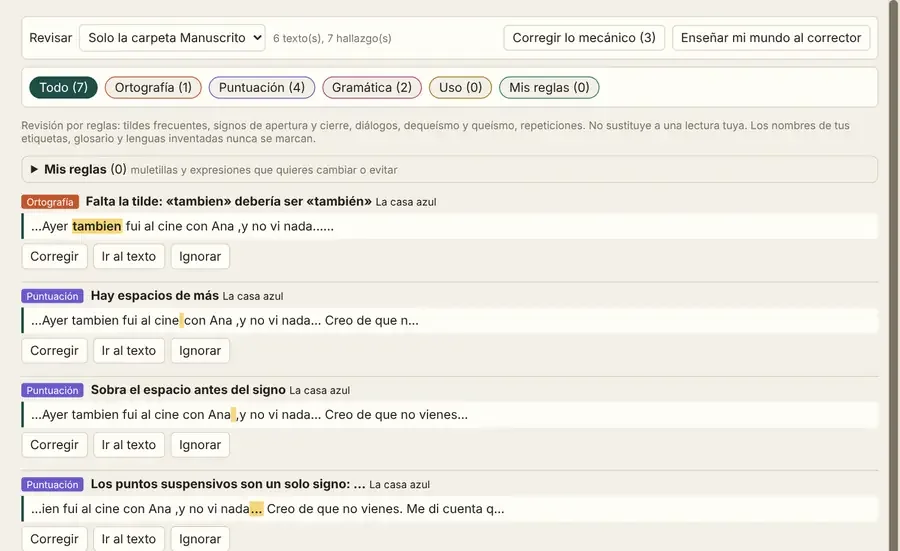 Revisar Solo la carpeta Manuscrito 6 texto(s), 7 hallazgo(s) Corregir lo mecánico (3) Enseñar mi mundo al corrector
Todo (7) Ortografía (1) Puntuación (4) Gramática (2) Uso (0) Mis reglas (0)
Revisión por reglas: tildes frecuentes, signos de apertura y cierre, diálogos, dequeísmo y queísmo, repeticiones. No sustituye a una lectura tuya. Los nombres de tus
etiquetas, glosario y lenguas inventadas nunca se marcan.
Mis reglas (0) muletillas y expresiones que quieres cambiar o evitar
Ortografía Falta la tilde: «tambien» debería ser «también» La casa azul
...Ayer tambien fui al cine con Ana ,y no vi nada......
Corregir Ir al texto Ignorar
Puntuación Hay espacios de más La casa azul
...Ayer tambien fui al cine con Ana ,y no vi nada... Creo de que n...
Corregir Ir al texto Ignorar
Puntuación Sobra el espacio antes del signo La casa azul
...Ayer tambien fui al cine con Ana ,y no vi nada... Creo de que no vienes...
Corregir Ir al texto Ignorar
Puntuación Los puntos suspensivos son un solo signo: … La casa azul
...ien fui al cine con Ana ,y no vi nada... Creo de que no vienes. Me di cuenta q...
Corregir Ir al texto Ignorar